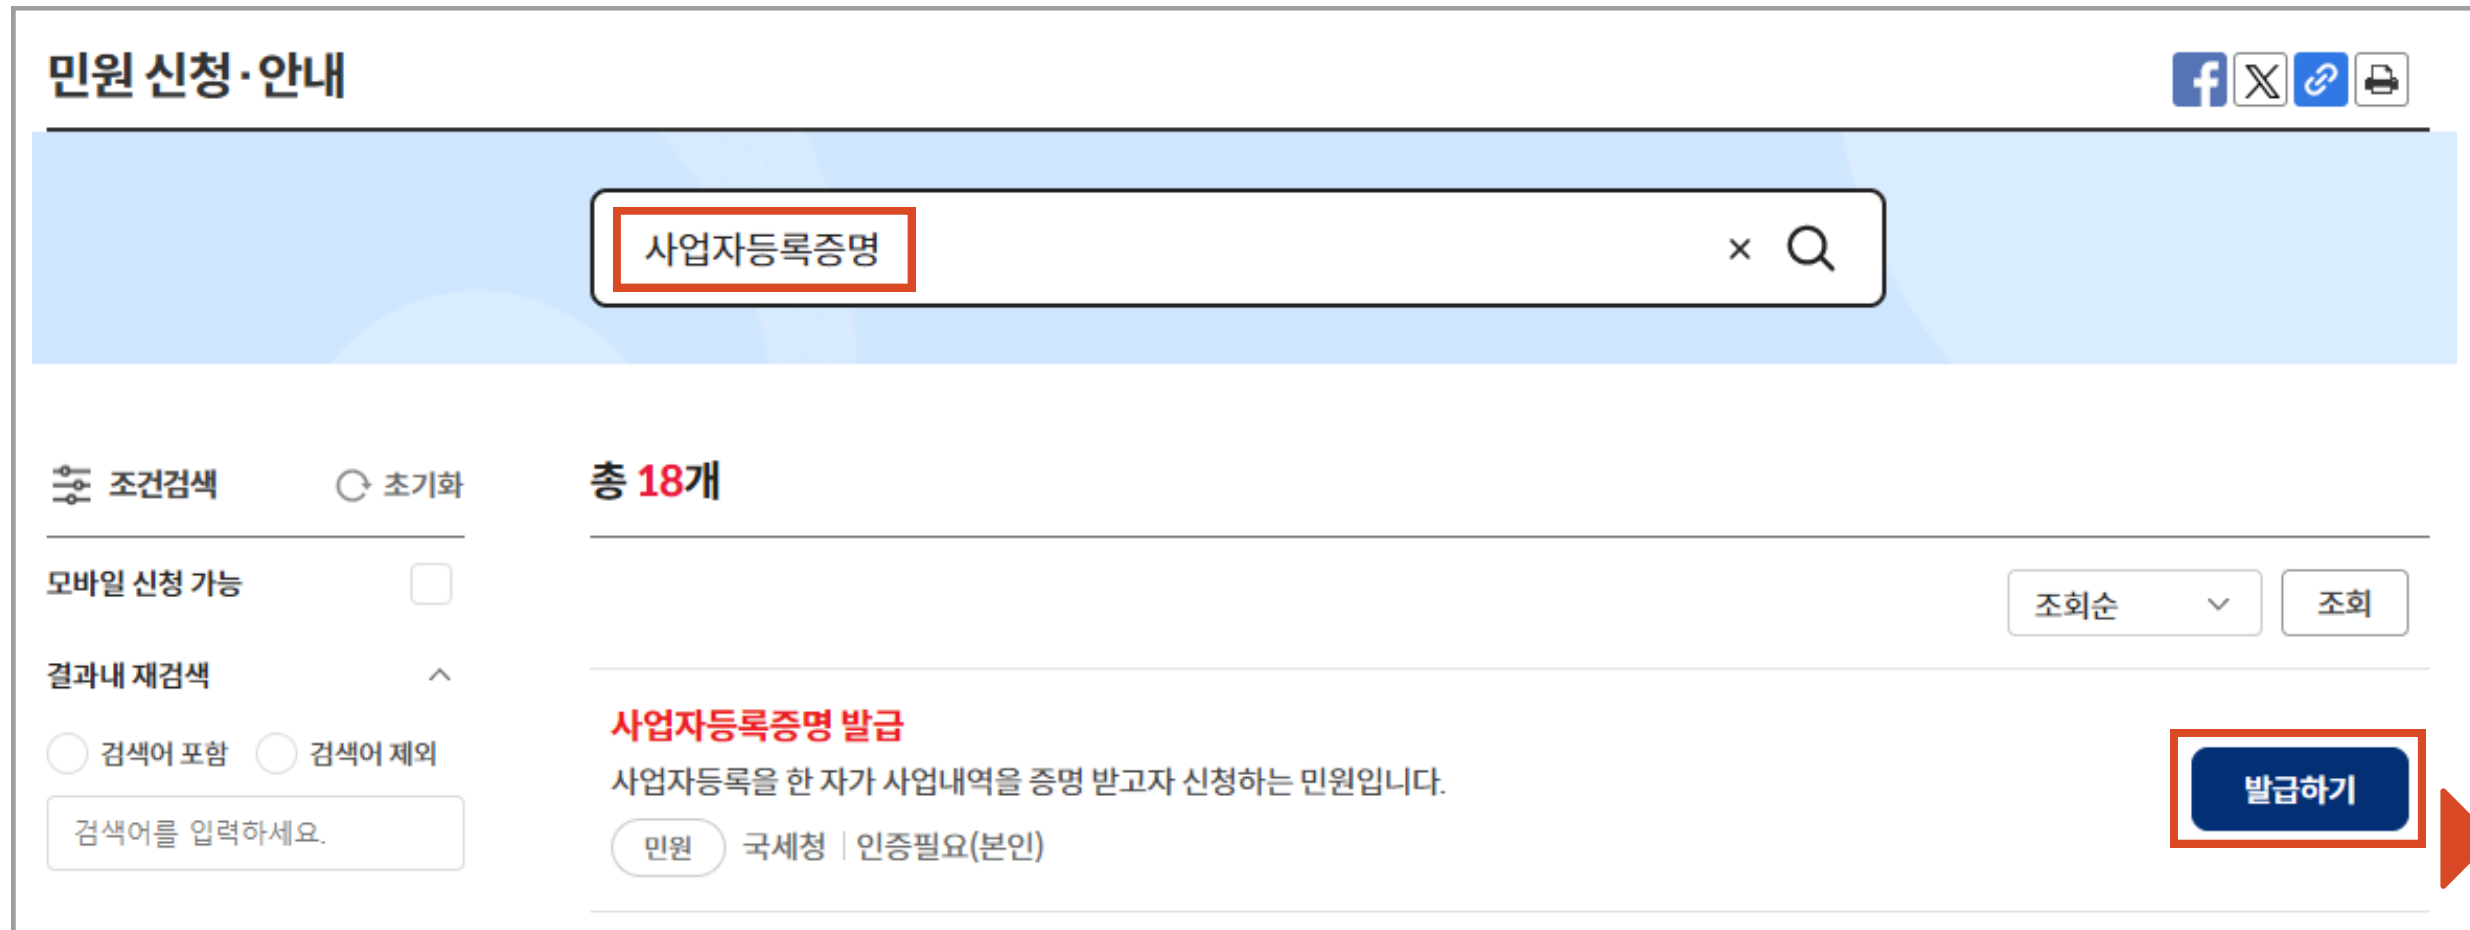 민원 신청·안내
사업자등록증명
조건검색 초기화
모바일 신청 가능
결과내 재검색
검색어 포함 검색어 제외
검색어를 입력하세요.
총 18개
조회순 조회
사업자등록증명 발급
사업자등록을 한 자가 사업내역을 증명 받고자 신청하는 민원입니다.
민원 국세청 인증필요(본인)
발급하기